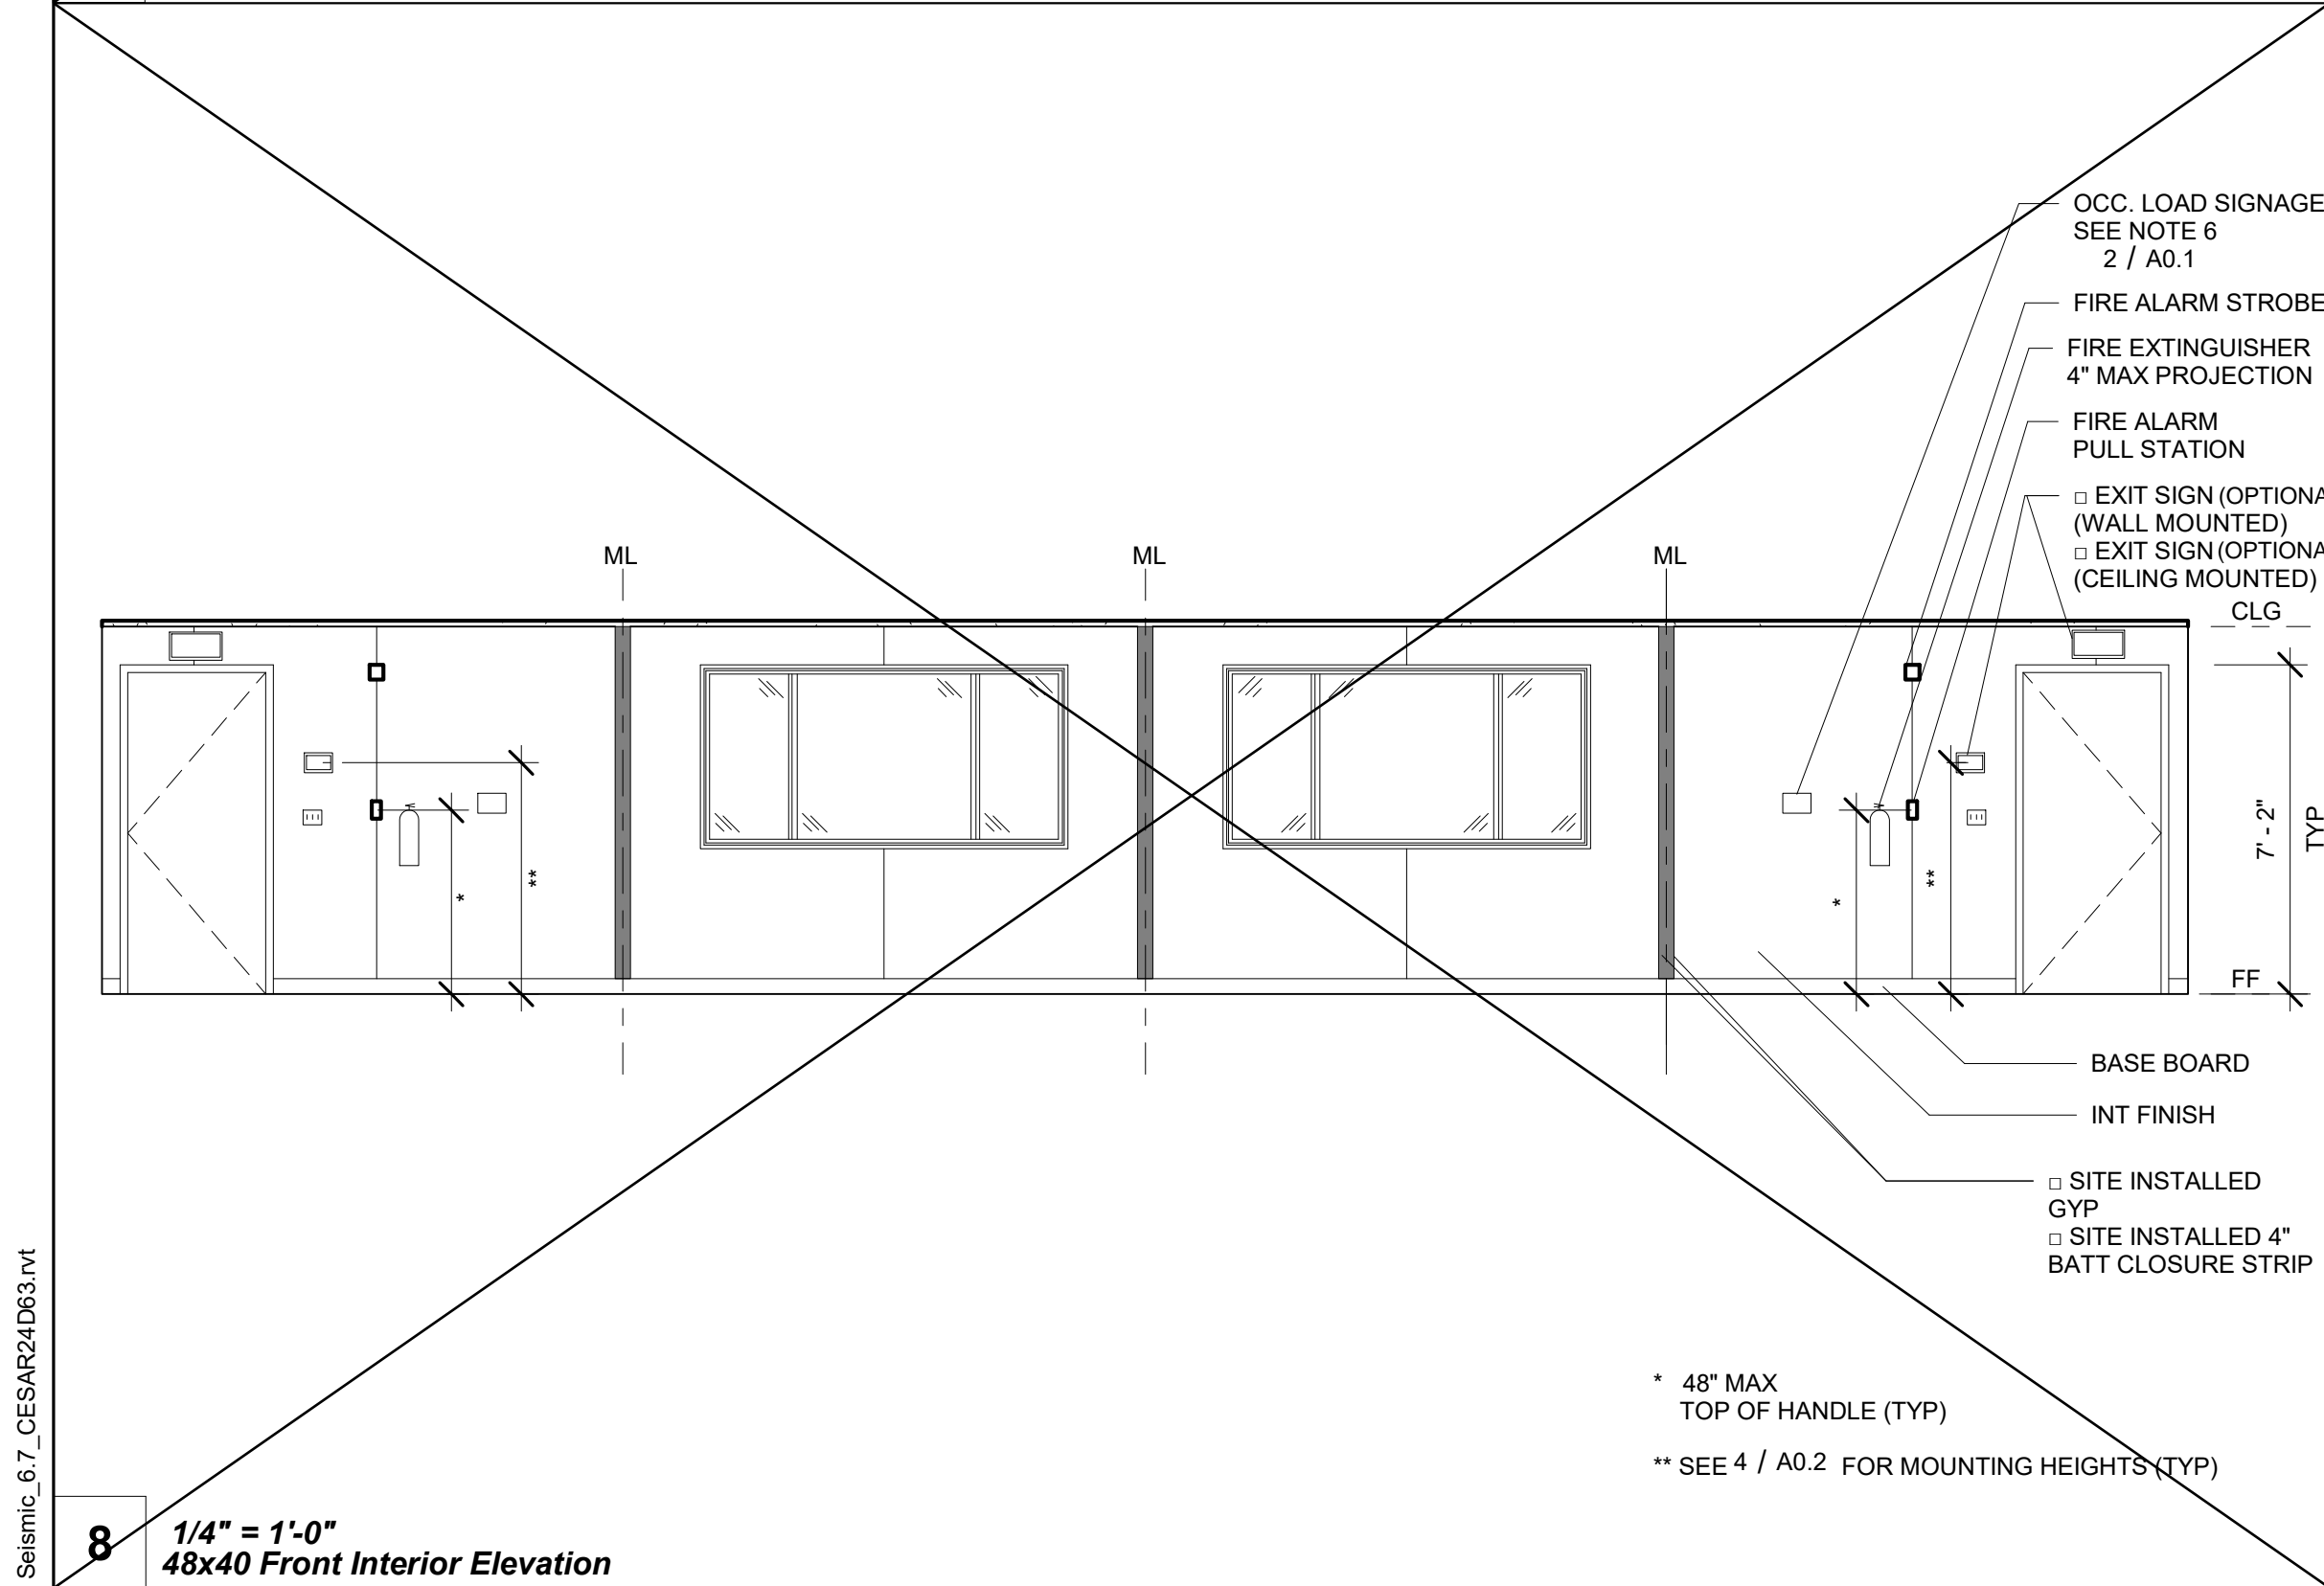 OCC. LOAD SIGNAGE
SEE NOTE 6
2 / A0.1
FIRE ALARM STROBE
FIRE EXTINGUISHER
4" MAX PROJECTION
FIRE ALARM
PULL STATION
□ EXIT SIGN (OPTIONA
(WALL MOUNTED)
□ EXIT SIGN (OPTIONA
(CEILING MOUNTED)
CLG
ML
ML
ML
7' - 2"
TYP
*
**
*
**
FF
BASE BOARD
INT FINISH
□ SITE INSTALLED
GYP
□ SITE INSTALLED 4"
BATT CLOSURE STRIP
* 48" MAX
TOP OF HANDLE (TYP)
** SEE 4 / A0.2 FOR MOUNTING HEIGHTS (TYP)
Seismic_6.7_CESAR24D63.rvt
8
1/4" = 1'-0"
48x40 Front Interior Elevation